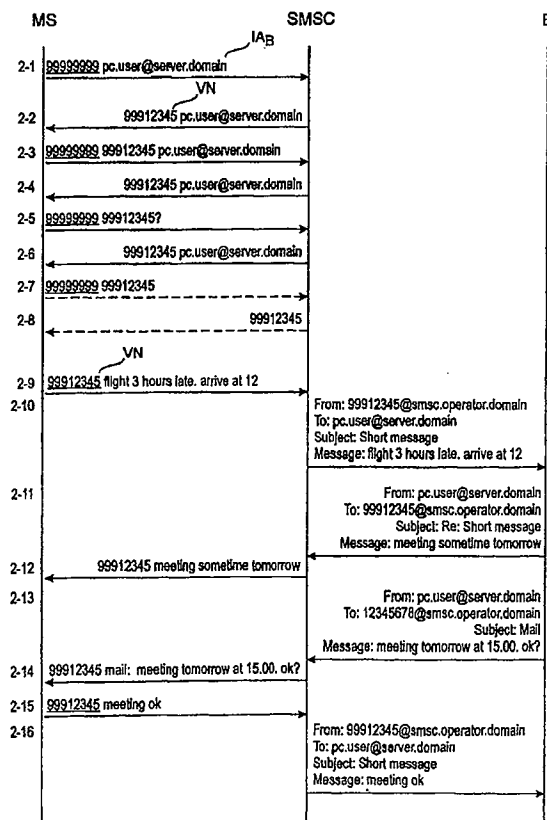 MS SMSC
IAB
2-1 99999999 pc.user@server.domain
VN
2-2 99912345 pc.user@server.domain
2-3 99999999 99912345 pc.user@server.domain
2-4 99912345 pc.user@server.domain
2-5 99999999 99912345?
2-6 99912345 pc.user@server.domain
2-7 99999999 99912345
2-8 99912345
VN
2-9 99912345 flight 3 hours late. arrive at 12
2-10 From: 99912345@smsc.operator.domain
To: pc.user@server.domain
Subject: Short message
Message: flight 3 hours late. arrive at 12
2-11 From: pc.user@server.domain
To: 99912345@smsc.operator.domain
Subject: Re: Short message
Message: meeting sometime tomorrow
2-12 99912345 meeting sometime tomorrow
2-13 From: pc.user@server.domain
To: 12345678@smsc.operator.domain
Subject: Mail
Message: meeting tomorrow at 15.00. ok?
2-14 99912345 mail: meeting tomorrow at 15.00. ok?
2-15 99912345 meeting ok
2-16 From: 99912345@smsc.operator.domain
To: pc.user@server.domain
Subject: Short message
Message: meeting ok